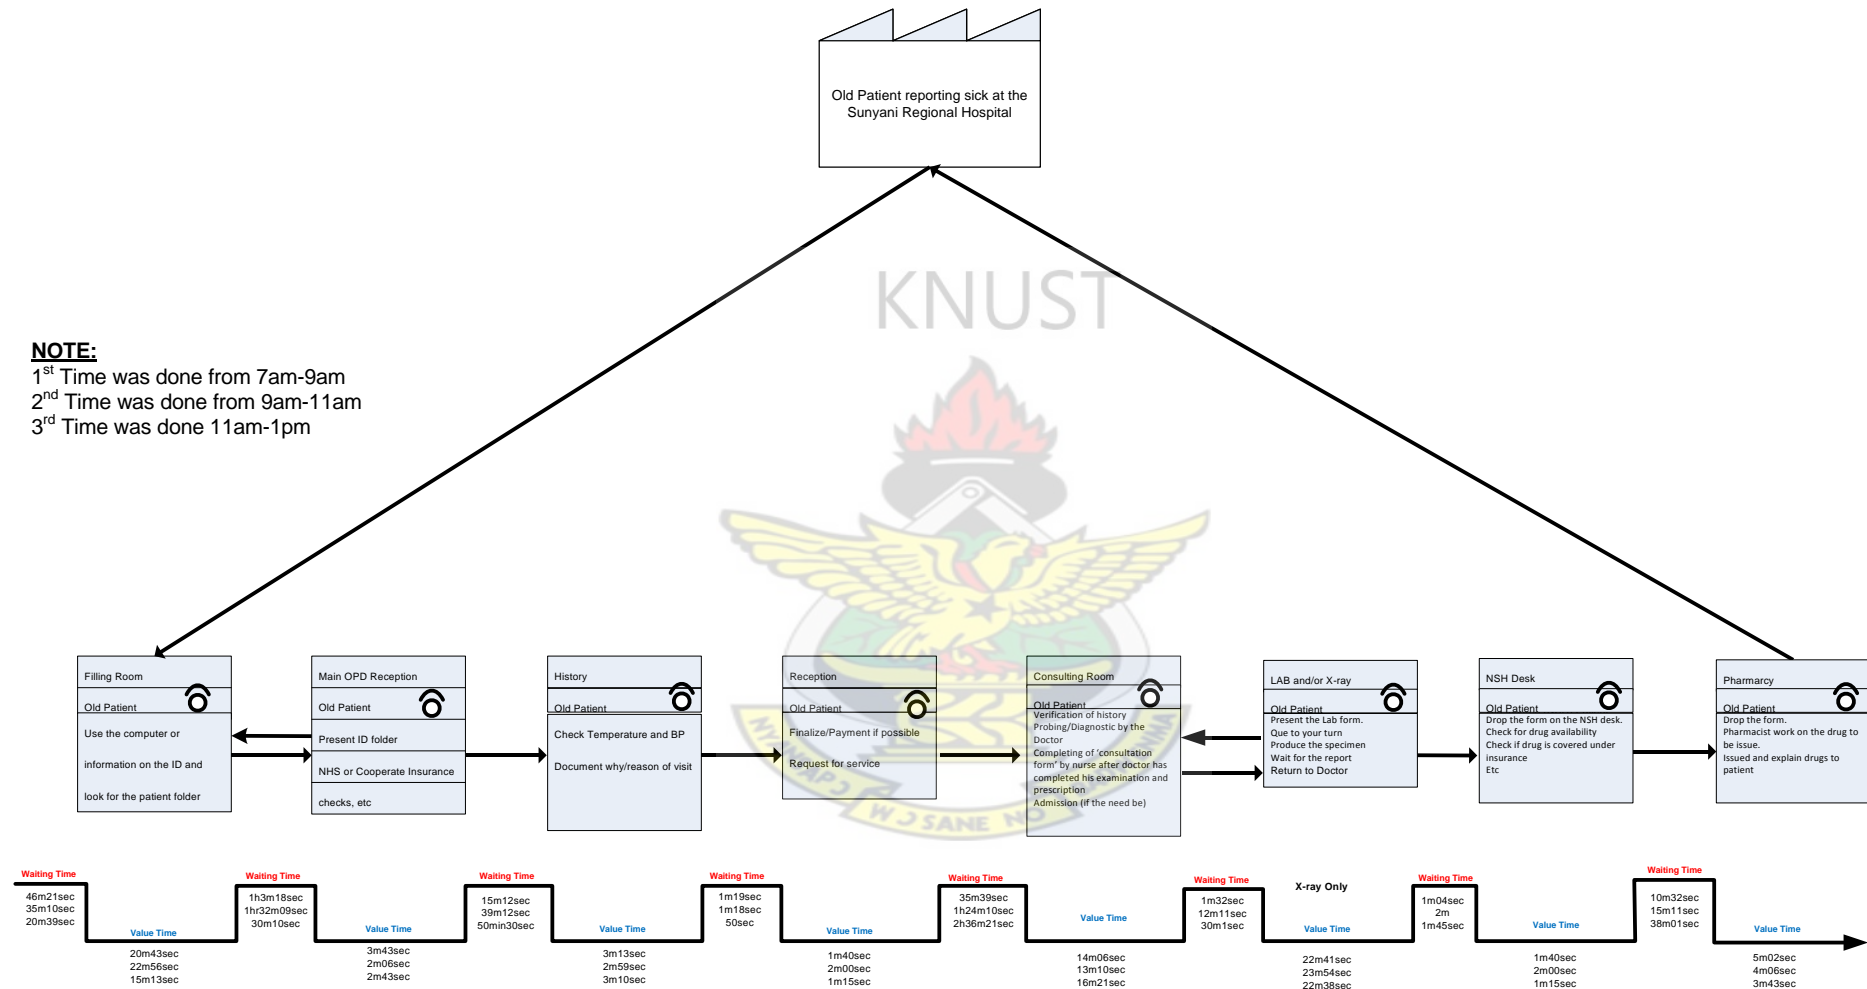 Old Patient reporting sick at the
Sunyani Regional Hospital
KNUST
NOTE:
1st Time was done from 7am-9am
2nd Time was done from 9am-11am
3rd Time was done 11am-1pm
Filling Room
Old Patient
Use the computer or
information on the ID and
look for the patient folder
Main OPD Reception
Old Patient
Present ID folder
NHS or Cooperate Insurance
checks, etc
History
Old Patient
Check Temperature and BP
Document why/reason of visit
Reception
Old Patient
Finalize/Payment if possible
Request for service
Consulting Room
Old Patient
Verification of history
Probing/Diagnostic by the
Doctor
Completing of 'consultation
form' by nurse after doctor has
completed his examination and
prescription
Admission (if the need be)
LAB and/or X-ray
Old Patient
Present the Lab form.
Que to your turn
Produce the specimen
Wait for the report
Return to Doctor
NSH Desk
Old Patient
Drop the form on the NSH desk.
Check for drug availability
Check if drug is covered under
insurance
Etc
Pharmarcy
Old Patient
Drop the form.
Pharmacist work on the drug to
be issue.
Issued and explain drugs to
patient
W J SANE NO
Waiting Time
46m21sec
35m10sec
20m39sec
Value Time
20m43sec
22m56sec
15m13sec
Waiting Time
1h3m18sec
1hr32m09sec
30m10sec
Value Time
3m43sec
2m06sec
2m43sec
Waiting Time
15m12sec
39m12sec
50min30sec
Value Time
3m13sec
2m59sec
3m10sec
Waiting Time
1m19sec
1m18sec
50sec
Value Time
1m40sec
2m00sec
1m15sec
Waiting Time
35m39sec
1h24m10sec
2h36m21sec
Value Time
14m06sec
13m10sec
16m21sec
Waiting Time
1m32sec
12m11sec
30m1sec
X-ray Only
Value Time
22m41sec
23m54sec
22m38sec
Waiting Time
1m04sec
2m
1m45sec
Value Time
1m40sec
2m00sec
1m15sec
Waiting Time
10m32sec
15m11sec
38m01sec
Value Time
5m02sec
4m06sec
3m43sec